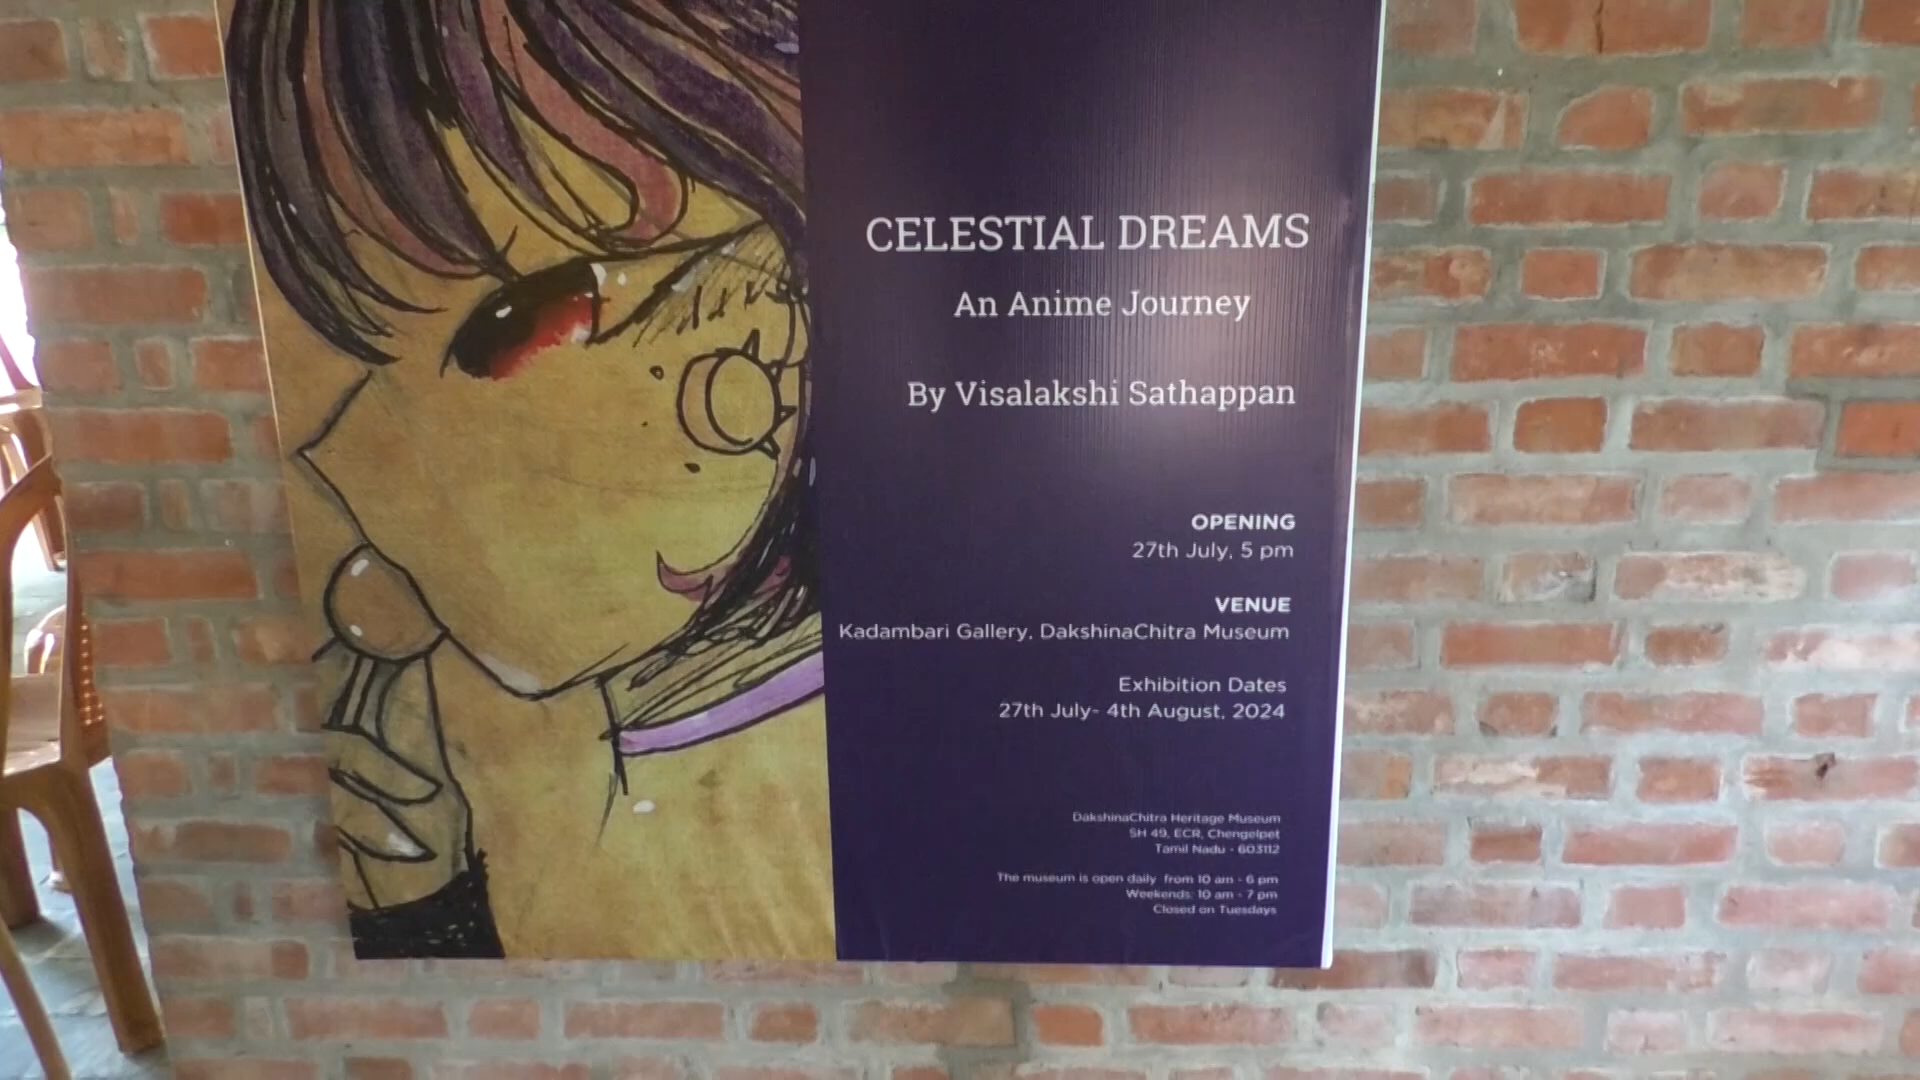 CELESTIAL DREAMS
An Anime Journey
By Visalakshi Sathappan
OPENING
27th July, 5 pm
VENUE
Kadambari Gallery, DakshinaChitra Museum
Exhibition Dates
27th July- 4th August, 2024
DakshinaChitra Heritage Museum
SH 49, ECR, Chengelpet
Tamil Nadu - 603112
The museum is open daily from 10 am - 6 pm
Weekends: 10 am - 7 pm
Closed on Tuesdays